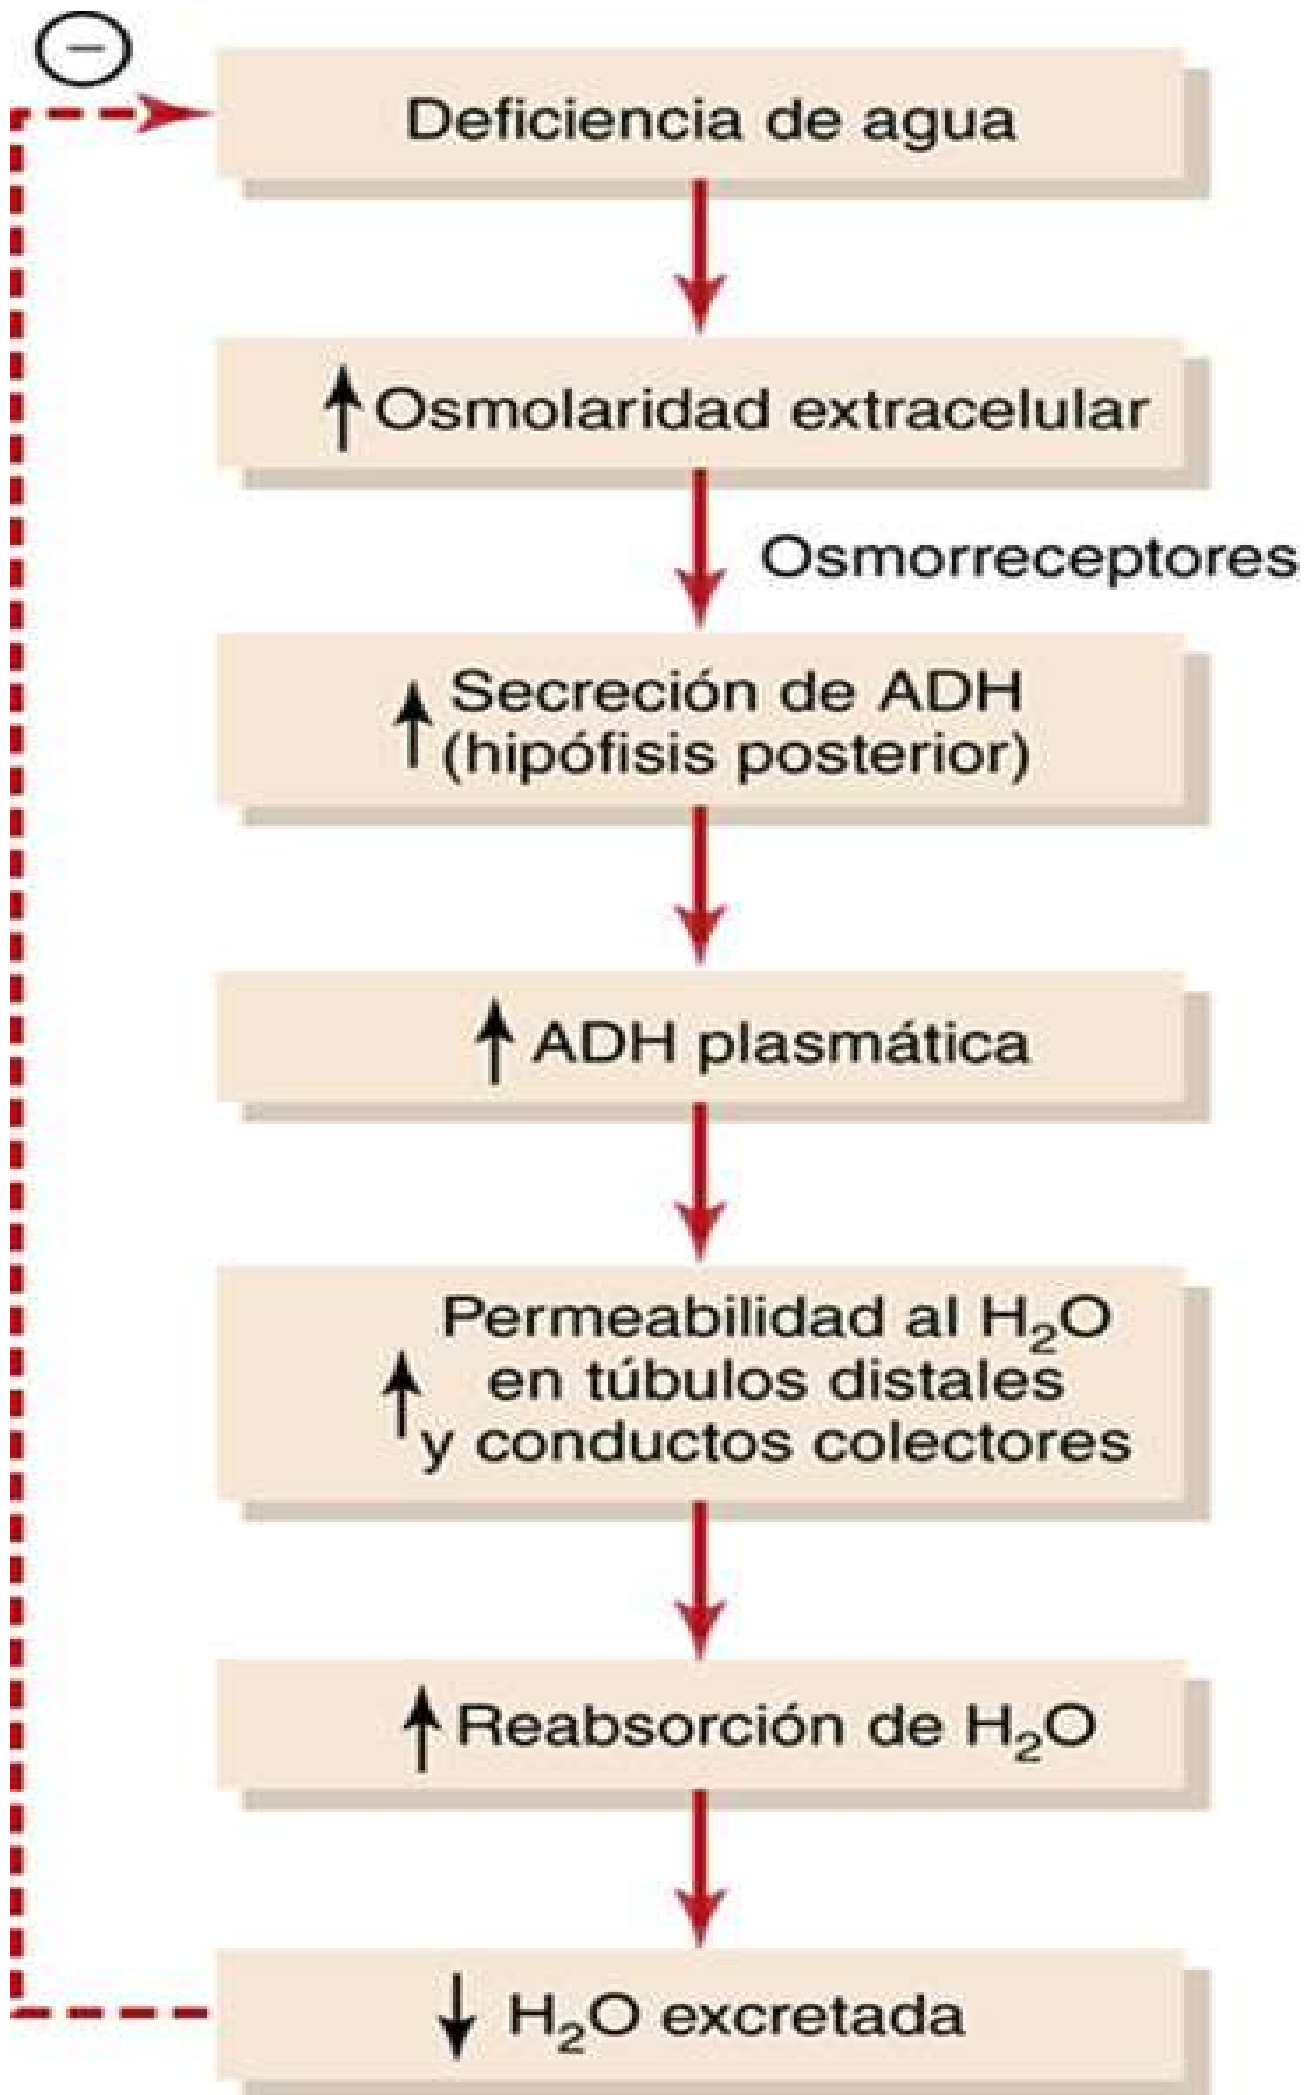 −
Deficiencia de agua
↑ Osmolaridad extracelular
Osmorreceptores
↑ Secreción de ADH
(hipófisis posterior)
↑ ADH plasmática
Permeabilidad al H₂O
↑ en túbulos distales
y conductos colectores
↑ Reabsorción de H₂O
↓ H₂O excretada